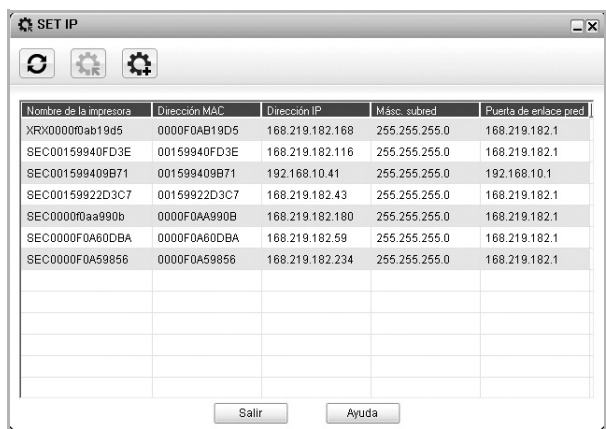 SET IP
Nombre de la impresora Dirección MAC Dirección IP Másc. subred Puerta de enlace pred
XRX0000f0ab19d5 0000F0AB19D5 168.219.182.168 255.255.255.0 168.219.182.1
SEC00159940FD3E 00159940FD3E 168.219.182.116 255.255.255.0 168.219.182.1
SEC001599409B71 001599409B71 192.168.10.41 255.255.255.0 192.168.10.1
SEC00159922D3C7 00159922D3C7 168.219.182.43 255.255.255.0 168.219.182.1
SEC0000f0aa990b 0000F0AA990B 168.219.182.180 255.255.255.0 168.219.182.1
SEC0000F0A60DBA 0000F0A60DBA 168.219.182.59 255.255.255.0 168.219.182.1
SEC0000F0A59856 0000F0A59856 168.219.182.234 255.255.255.0 168.219.182.1
Salir Ayuda